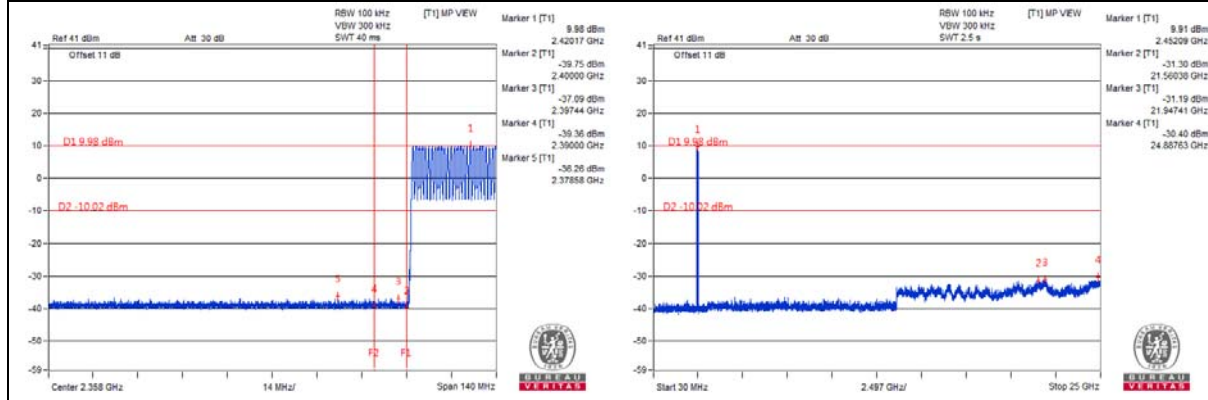 RBW 100 kHz
[T1] MP VIEW
VBW 300 kHz
Ref 41 dBm
Att 30 dB
SWT 40 ms
Offset 11 dB
Marker 1 [T1]
9.98 dBm
2.42017 GHz
Marker 2 [T1]
-39.75 dBm
2.40000 GHz
Marker 3 [T1]
-37.09 dBm
2.39744 GHz
Marker 4 [T1]
-39.36 dBm
2.39000 GHz
Marker 5 [T1]
-36.26 dBm
2.37858 GHz
41
30
20
10
0
-10
-20
-30
-40
-50
-59
D1 9.98 dBm
D2 -10.02 dBm
1
5
4
3
2
F2
F1
Center 2.358 GHz
14 MHz/
Span 140 MHz
BUREAU VERITAS
1828
BUREAU
VERITAS
RBW 100 kHz
[T1] MP VIEW
VBW 300 kHz
Ref 41 dBm
Att 30 dB
SWT 2.5 s
Offset 11 dB
Marker 1 [T1]
9.91 dBm
2.45209 GHz
Marker 2 [T1]
-31.30 dBm
21.56038 GHz
Marker 3 [T1]
-31.19 dBm
21.94741 GHz
Marker 4 [T1]
-30.40 dBm
24.88763 GHz
41
30
20
10
0
-10
-20
-30
-40
-50
-59
D1 9.98 dBm
D2 -10.02 dBm
1
2
3
4
Start 30 MHz
2.497 GHz/
Stop 25 GHz
BUREAU VERITAS
1828
BUREAU
VERITAS